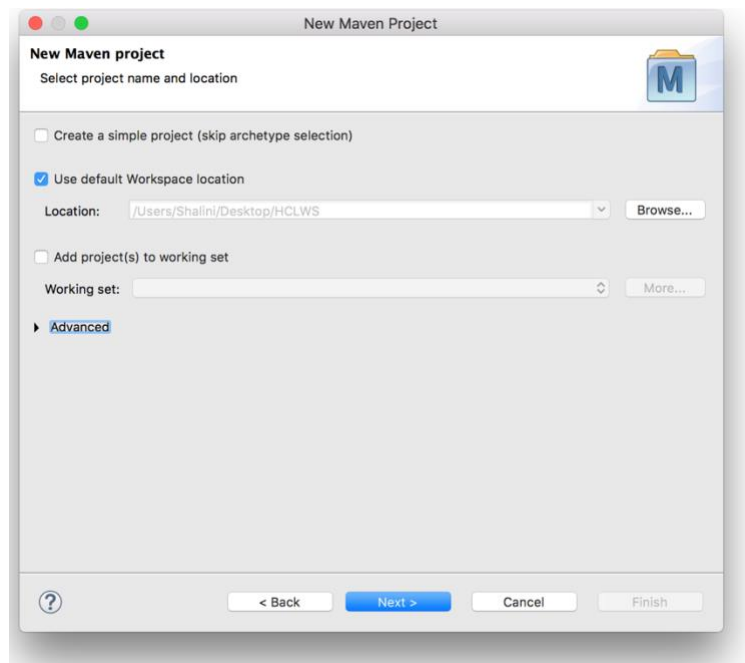 New Maven Project
New Maven project
Select project name and location
M
Create a simple project (skip archetype selection)
Use default Workspace location
Location: /Users/Shalini/Desktop/HCLWS Browse...
Add project(s) to working set
Working set: More...
Advanced
? < Back Next > Cancel Finish